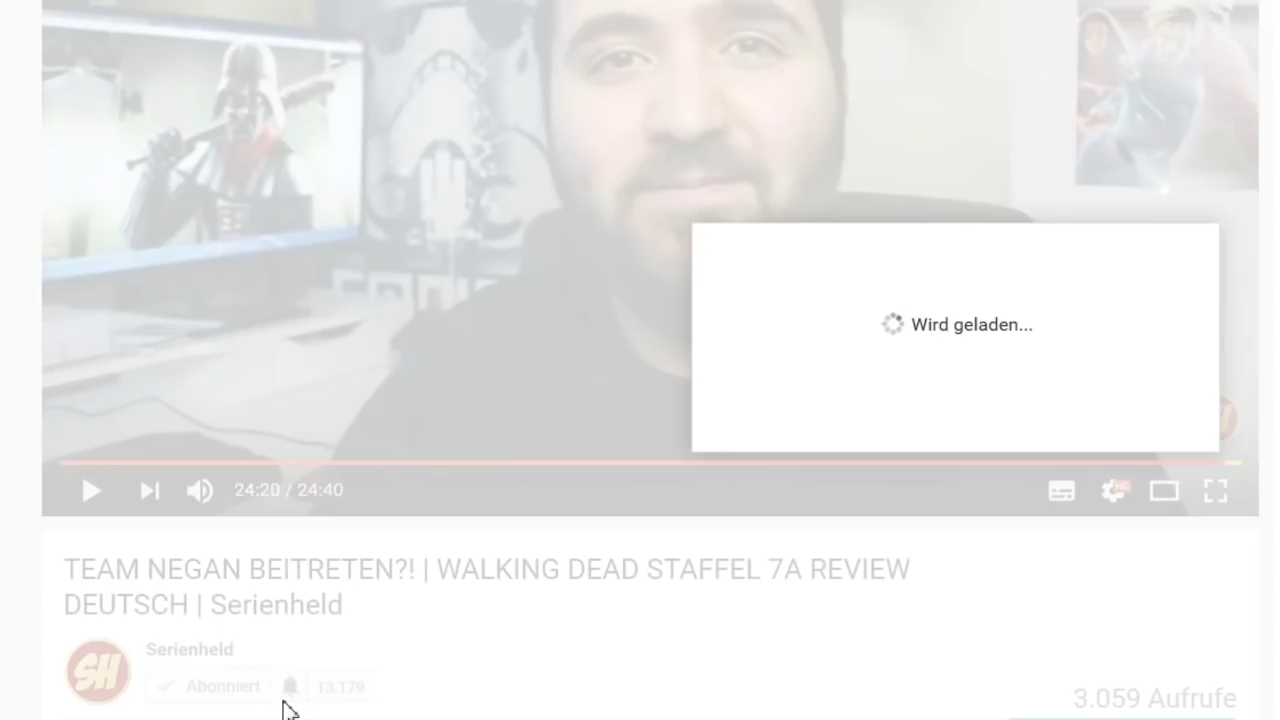 Wird geladen...
24:20 / 24:40
HD
TEAM NEGAN BEITRETEN?! | WALKING DEAD STAFFEL 7A REVIEW
DEUTSCH | Serienheld
SH
Serienheld
Abonniert
13.179
3.059 Aufrufe